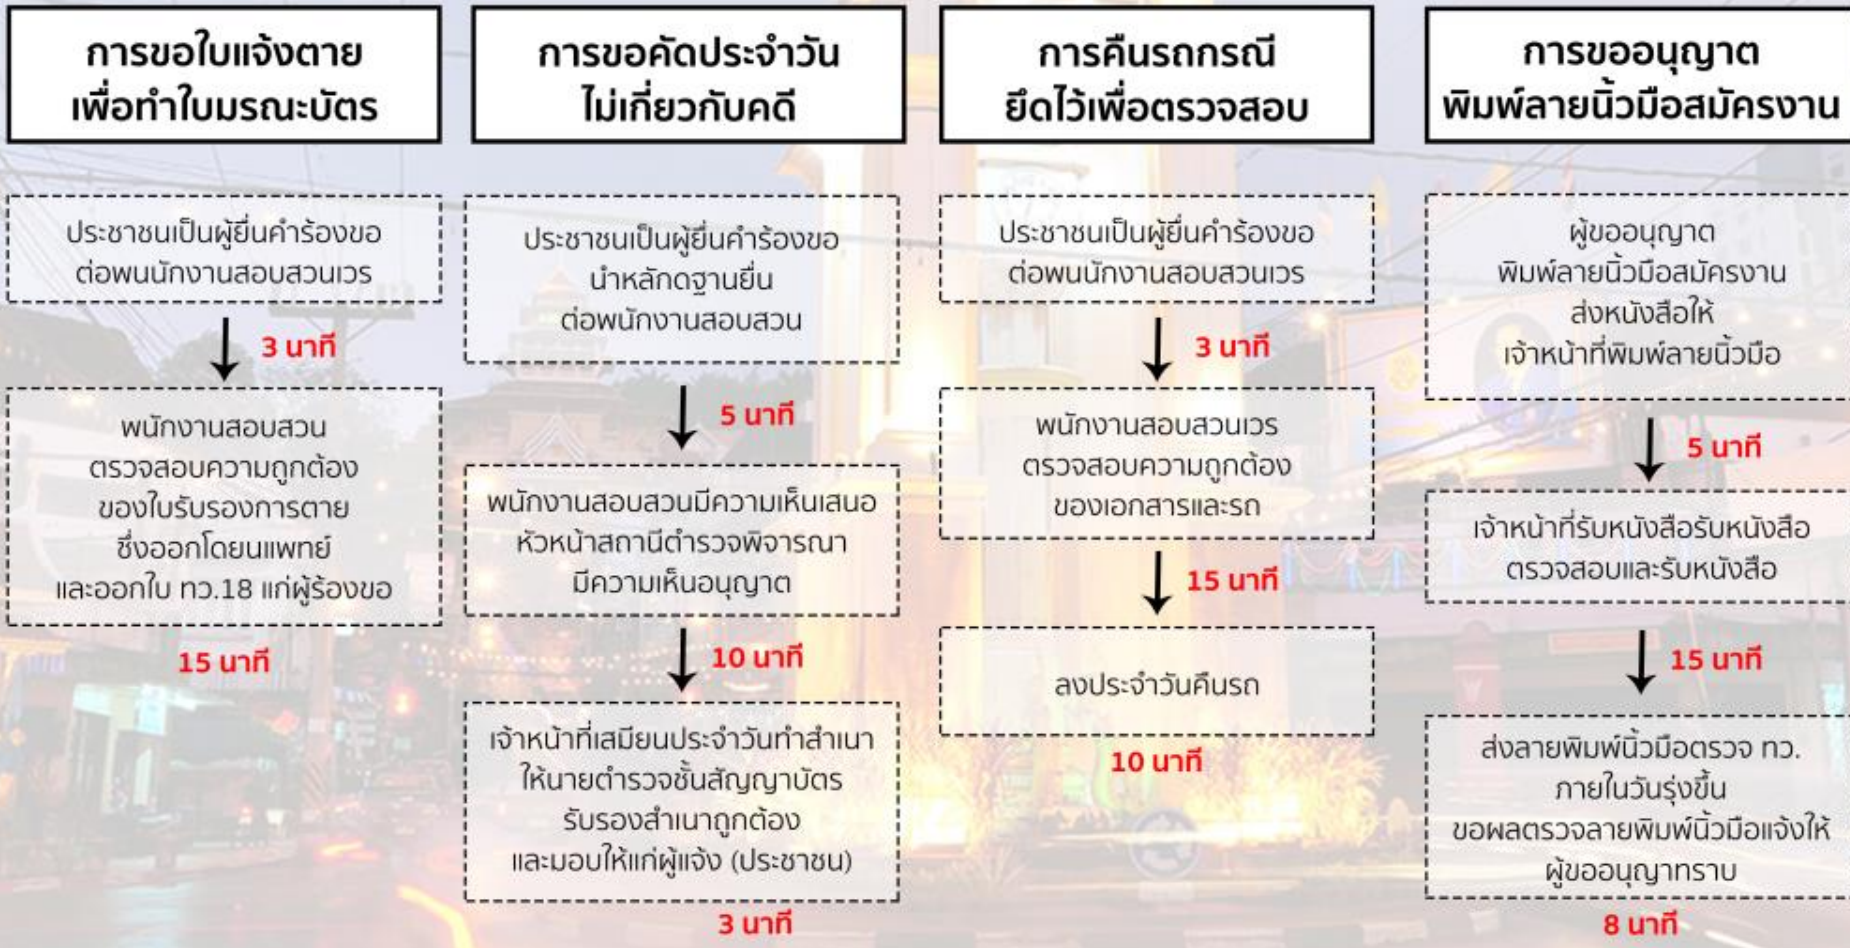 การขอใบแจ้งตาย
เพื่อทำใบมรณะบัตร
ประชาชนเป็นผู้ยื่นคำร้องขอ
ต่อพนนักงานสอบสวนเวร
3 นาที
พนักงานสอบสวน
ตรวจสอบความถูกต้อง
ของใบรับรองการตาย
ซึ่งออกโดยนแพทย์
และออกใบ ทว.18 แก่ผู้ร้องขอ
15 นาที
การขอคัดประจำวัน
ไม่เกี่ยวกับคดี
ประชาชนเป็นผู้ยื่นคำร้องขอ
นำหลักดฐานยื่น
ต่อพนักงานสอบสวน
5 นาที
พนักงานสอบสวนมีความเห็นเสนอ
หัวหน้าสถานีตำรวจพิจารณา
มีความเห็นอนุญาต
10 นาที
เจ้าหน้าที่เสมียนประจำวันทำสำเนา
ให้นายตำรวจชั้นสัญญาบัตร
รับรองสำเนาถูกต้อง
และมอบให้แก่ผู้แจ้ง (ประชาชน)
3 นาที
การคืนรถกรณี
ยึดไว้เพื่อตรวจสอบ
ประชาชนเป็นผู้ยื่นคำร้องขอ
ต่อพนนักงานสอบสวนเวร
3 นาที
พนักงานสอบสวนเวร
ตรวจสอบความถูกต้อง
ของเอกสารและรถ
15 นาที
ลงประจำวันคืนรถ
10 นาที
การขออนุญาต
พิมพ์ลายนิ้วมือสมัครงาน
ผู้ขออนุญาต
พิมพ์ลายนิ้วมือสมัครงาน
ส่งหนังสือให้
เจ้าหน้าที่พิมพ์ลายนิ้วมือ
5 นาที
เจ้าหน้าที่รับหนังสือรับหนังสือ
ตรวจสอบและรับหนังสือ
15 นาที
ส่งลายพิมพ์นิ้วมือตรวจ ทว.
ภายในวันรุ่งขึ้น
ขอผลตรวจลายพิมพ์นิ้วมือแจ้งให้
ผู้ขออนุญาทราบ
8 นาที